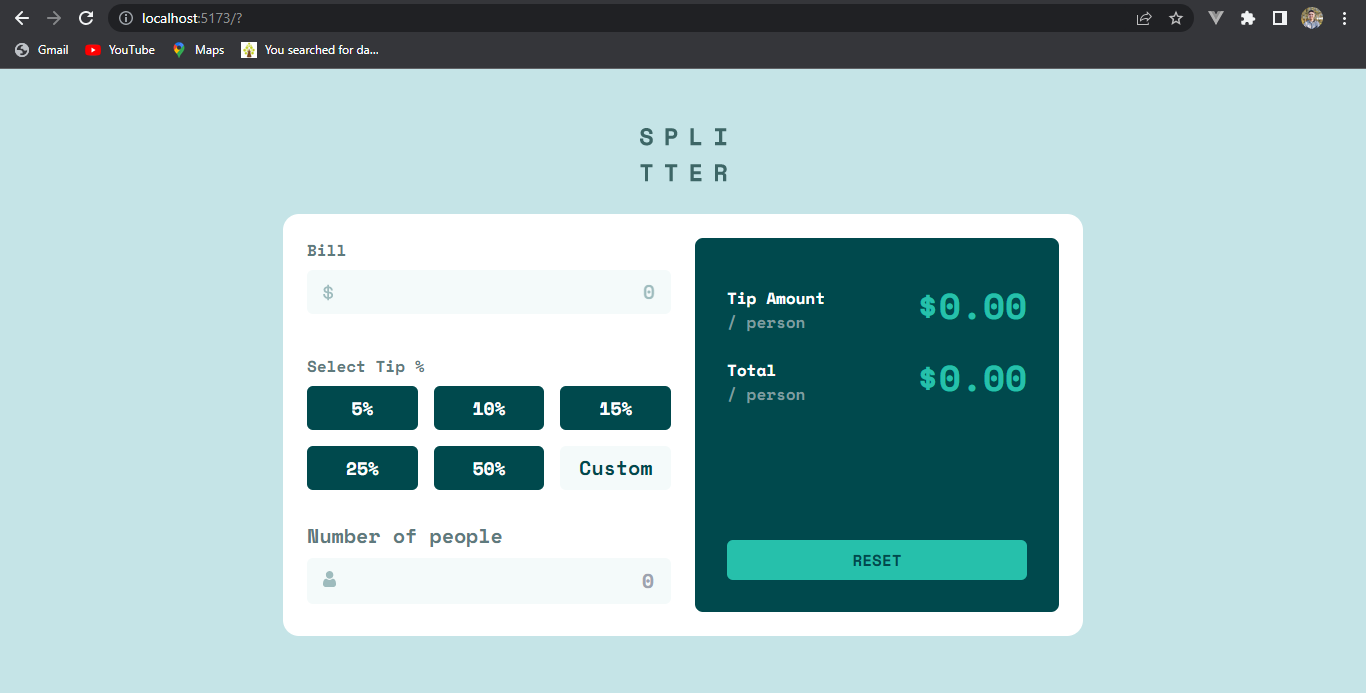 localhost:5173/?
Gmail YouTube Maps You searched for da...
SPLI
TTER
Bill
$ 0
Select Tip %
5% 10% 15%
25% 50% Custom
Number of people
0
Tip Amount
/ person
$0.00
Total
/ person
$0.00
RESET